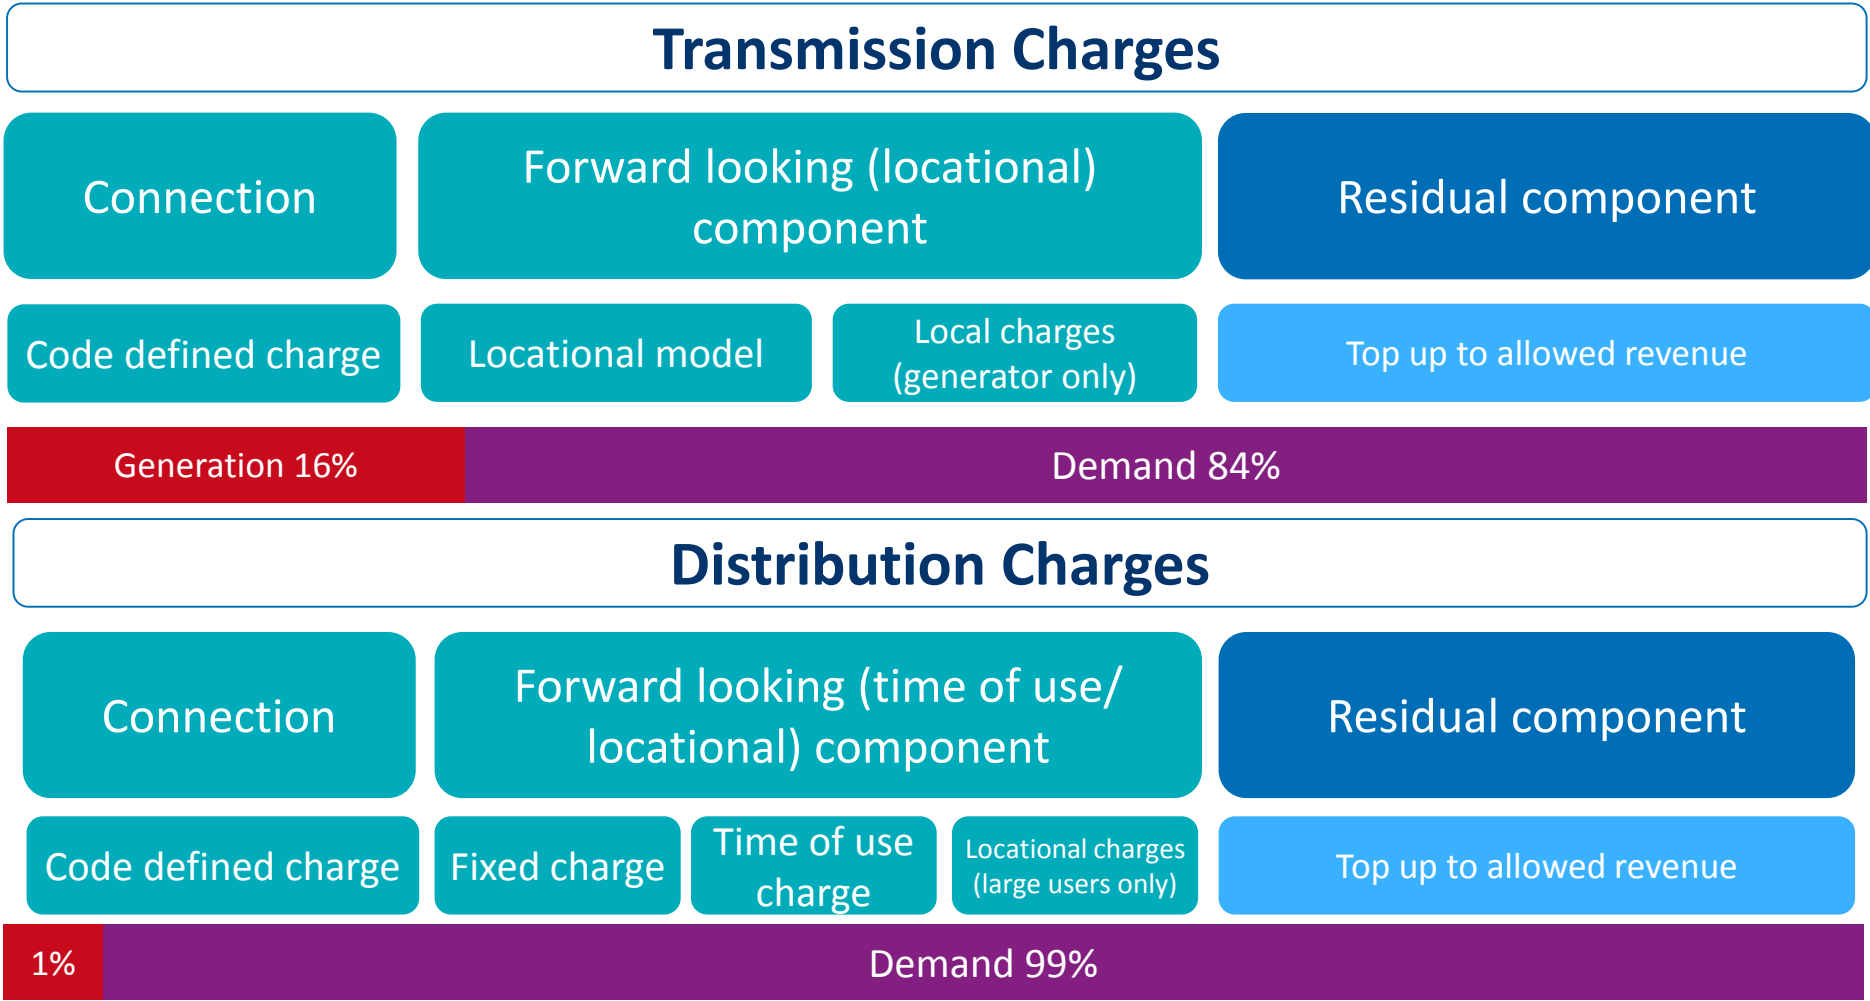 Transmission Charges
Connection
Forward looking (locational)
component
Residual component
Code defined charge
Locational model
Local charges
(generator only)
Top up to allowed revenue
Generation 16%
Demand 84%
Distribution Charges
Connection
Forward looking (time of use/
locational) component
Residual component
Code defined charge
Fixed charge
Time of use
charge
Locational charges
(large users only)
Top up to allowed revenue
1%
Demand 99%